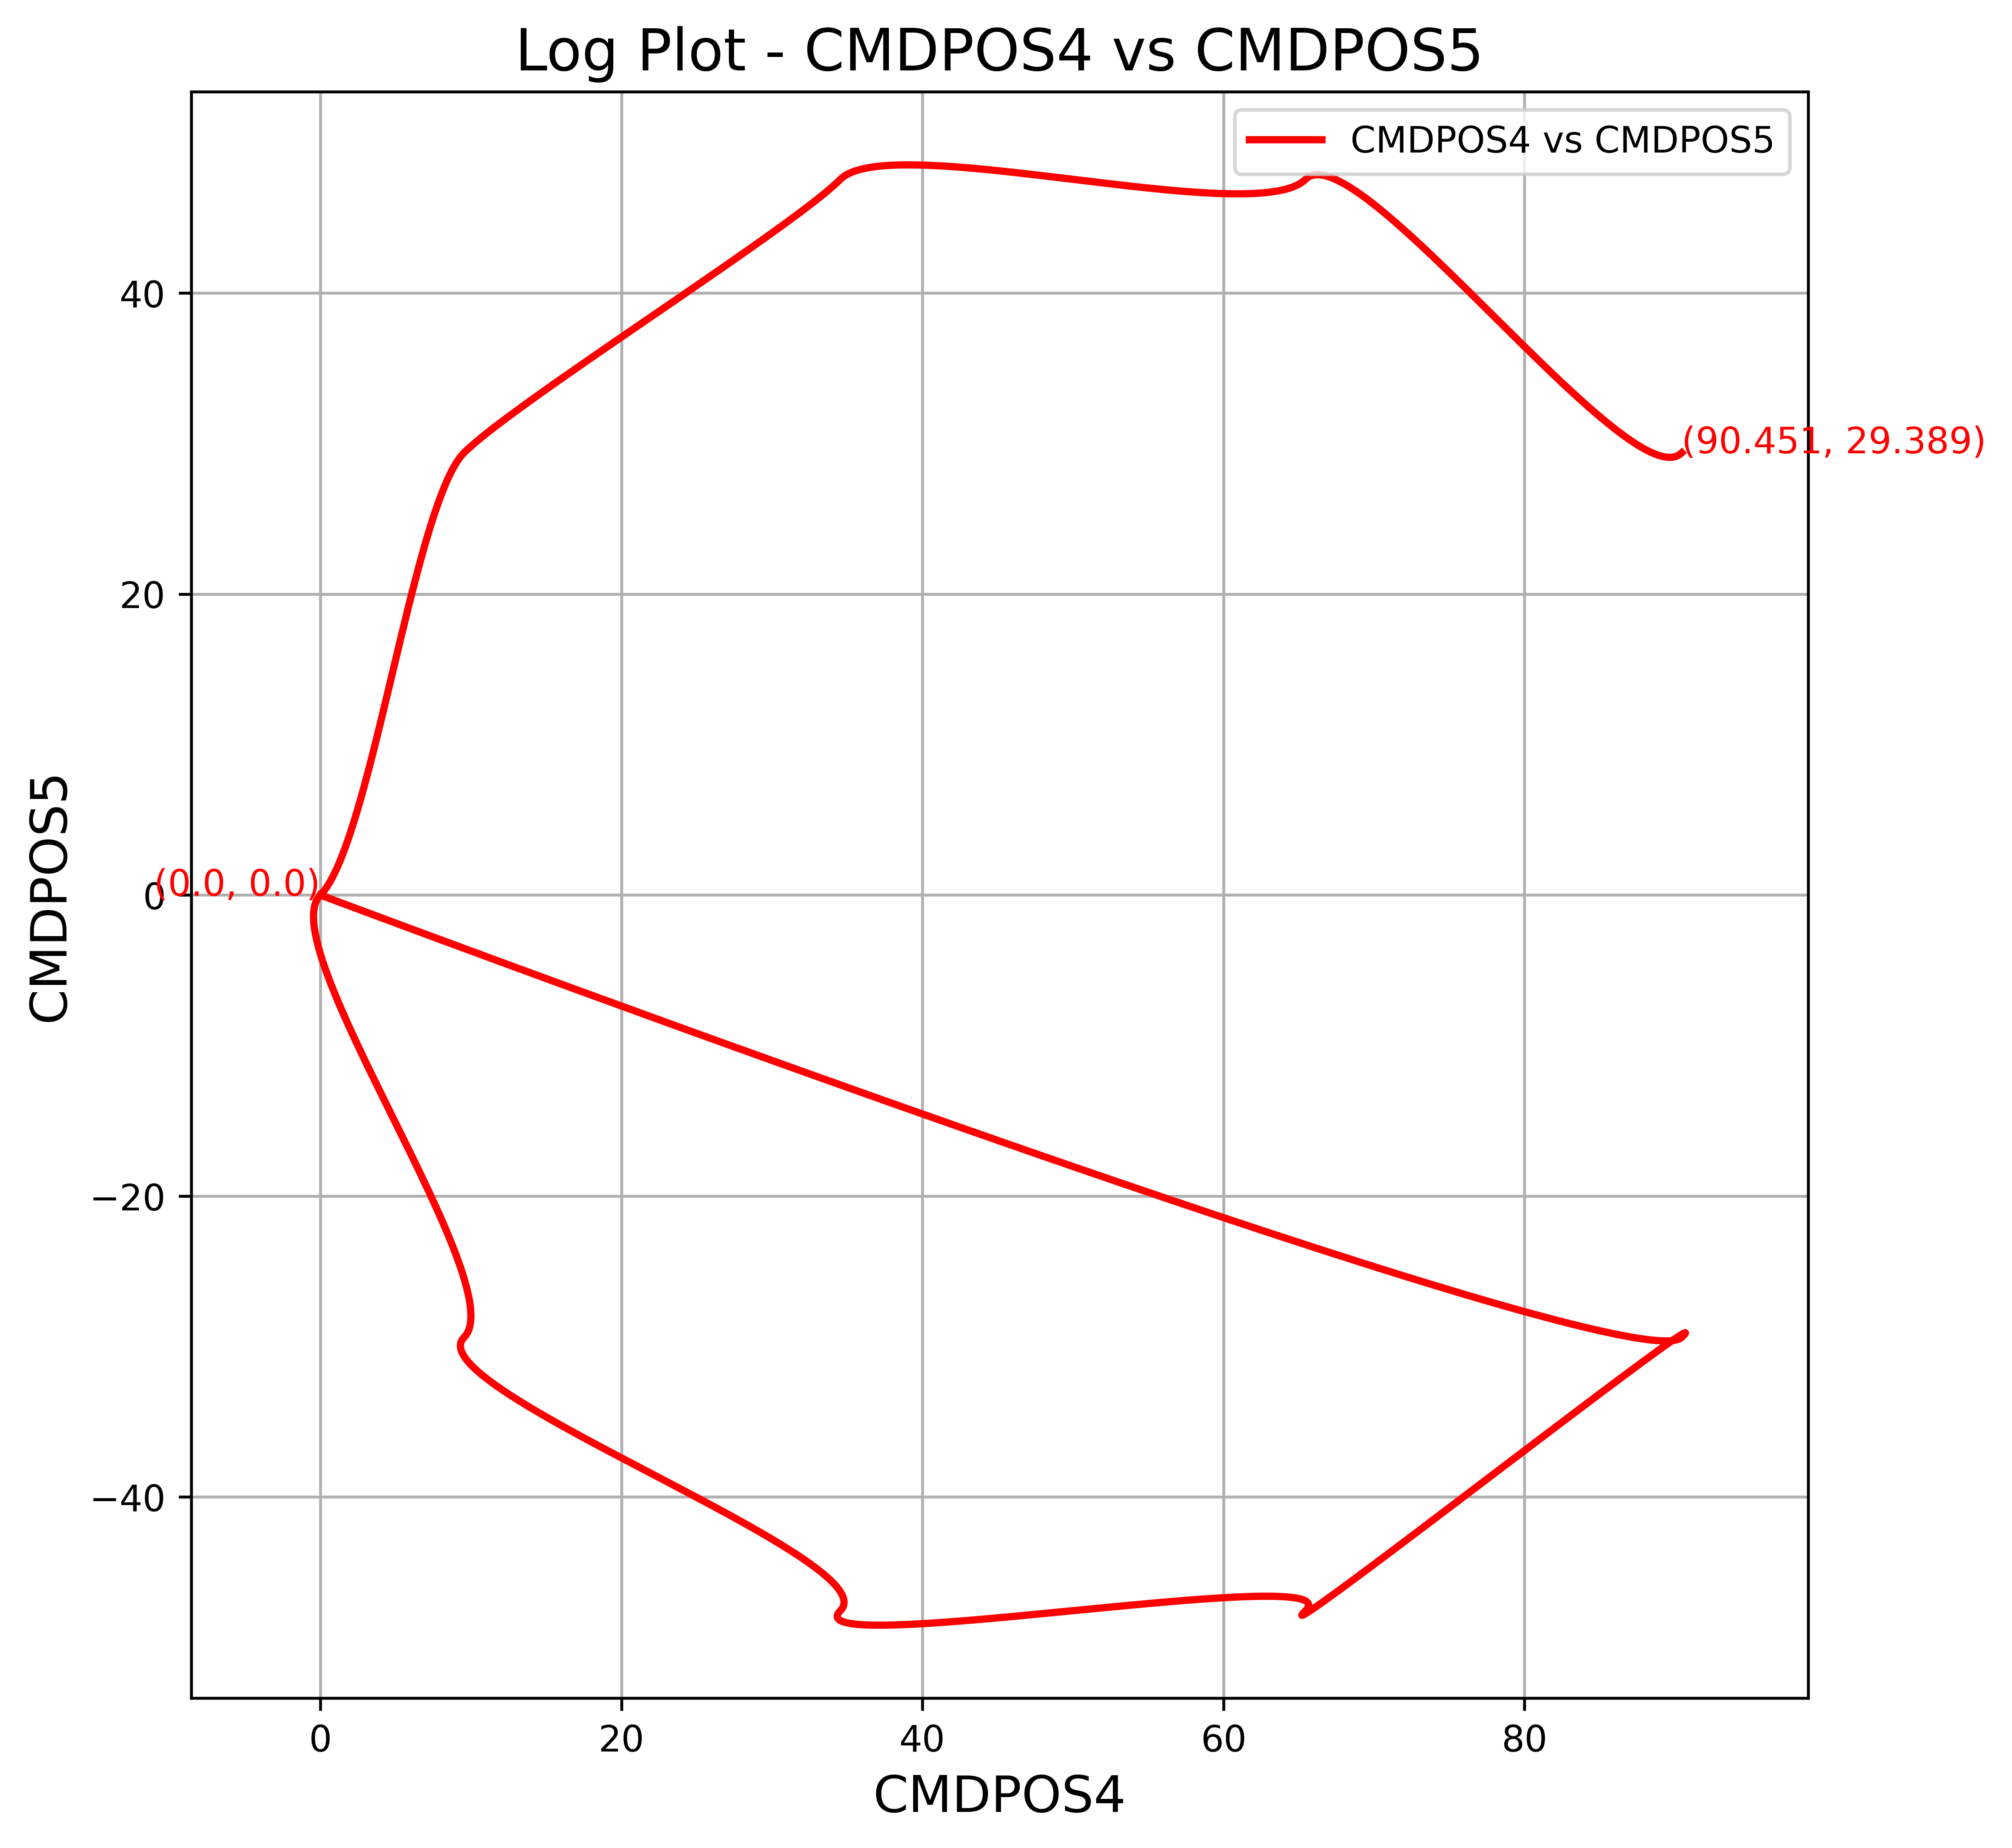 Log Plot - CMDPOS4 vs CMDPOS5
CMDPOS4 vs CMDPOS5
40
(90.451, 29.389)
20
CMDPOS5
(0.0, 0.0)
0
−20
−40
0 20 40 60 80
CMDPOS4